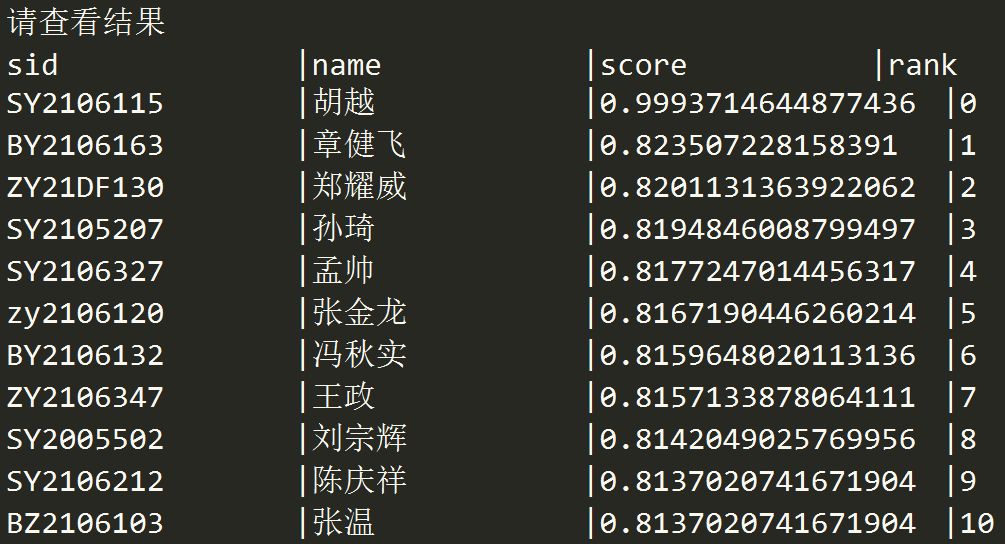 请查看结果
sid |name |score |rank
SY2106115 |胡越 |0.9993714644877436 |0
BY2106163 |章健飞 |0.823507228158391 |1
ZY21DF130 |郑耀威 |0.8201131363922062 |2
SY2105207 |孙琦 |0.8194846008799497 |3
SY2106327 |孟帅 |0.8177247014456317 |4
zy2106120 |张金龙 |0.8167190446260214 |5
BY2106132 |冯秋实 |0.8159648020113136 |6
ZY2106347 |王政 |0.8157133878064111 |7
SY2005502 |刘宗辉 |0.8142049025769956 |8
SY2106212 |陈庆祥 |0.8137020741671904 |9
BZ2106103 |张温 |0.8137020741671904 |10